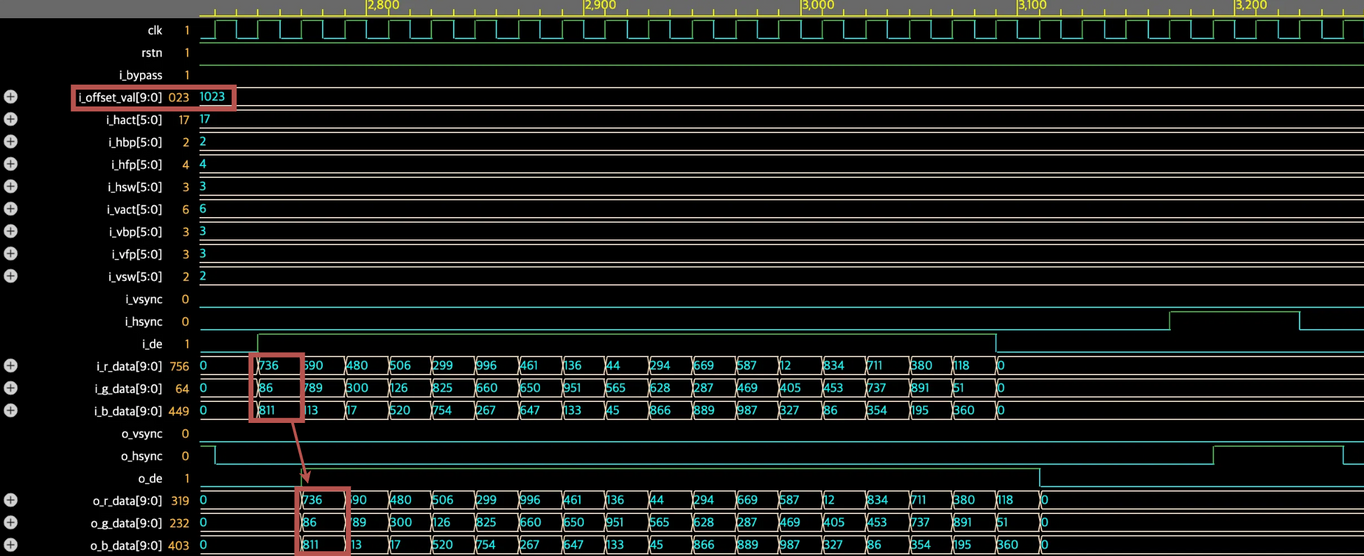 2,800 2,900 3,000 3,100 3,200
clk 1
rstn 1
i_bypass 1
i_offset_val[9:0] 023 1023
i_hact[5:0] 17 17
i_hbp[5:0] 2 2
i_hfp[5:0] 4 4
i_hsw[5:0] 3 3
i_vact[5:0] 6 6
i_vbp[5:0] 3 3
i_vfp[5:0] 3 3
i_vsw[5:0] 2 2
i_vsync 0
i_hsync 0
i_de 1
i_r_data[9:0] 756 0 736 590 480 506 299 996 461 136 44 294 669 587 12 834 711 380 118 0
i_g_data[9:0] 64 0 86 789 300 126 825 660 650 951 565 628 287 469 405 453 737 891 51 0
i_b_data[9:0] 449 0 811 113 17 520 754 267 647 133 45 866 889 987 327 86 354 195 360 0
o_vsync 0
o_hsync 0
o_de 1
o_r_data[9:0] 319 0 736 590 480 506 299 996 461 136 44 294 669 587 12 834 711 380 118 0
o_g_data[9:0] 232 0 86 789 300 126 825 660 650 951 565 628 287 469 405 453 737 891 51 0
o_b_data[9:0] 403 0 811 113 17 520 754 267 647 133 45 866 889 987 327 86 354 195 360 0